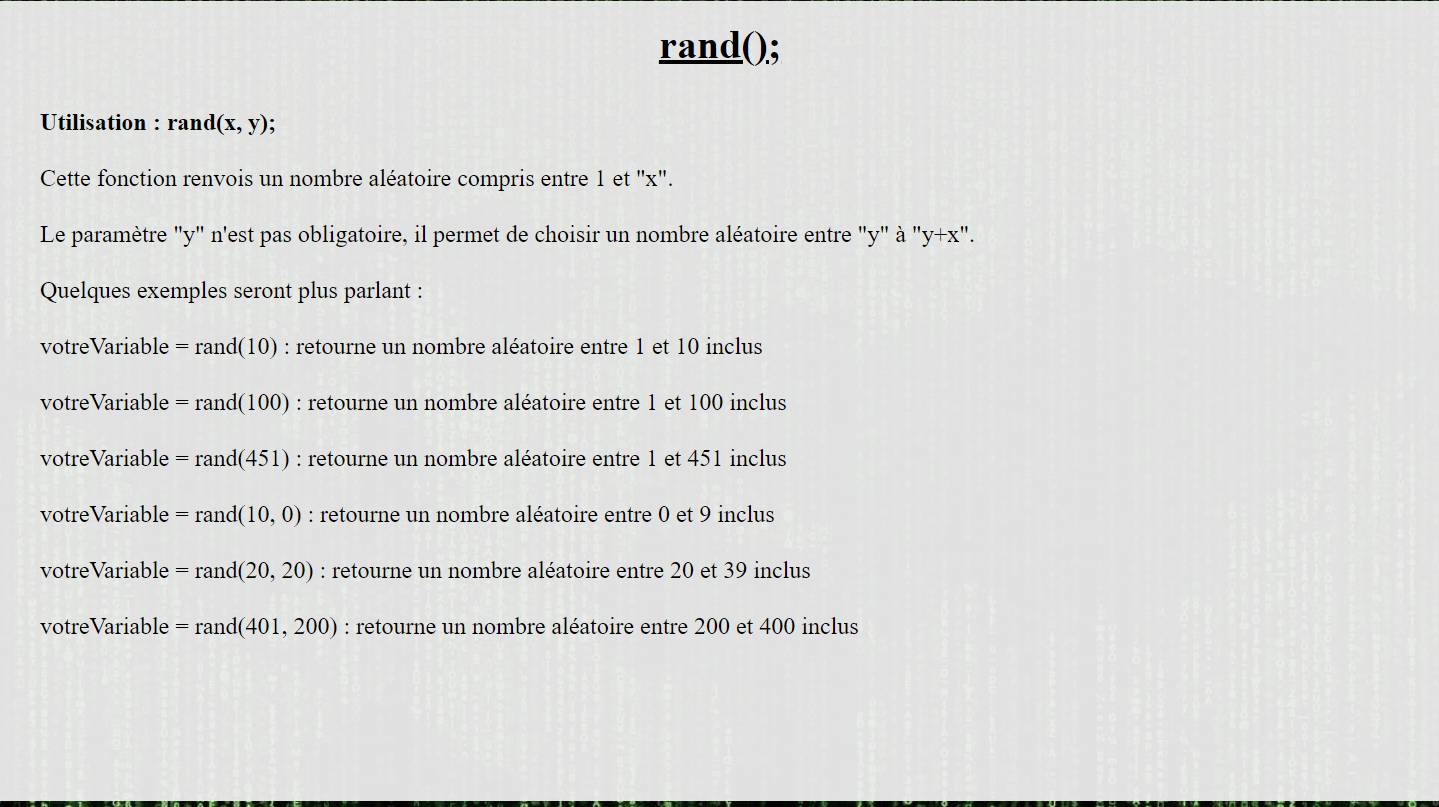 rand();
Utilisation : rand(x, y);
Cette fonction renvois un nombre aléatoire compris entre 1 et "x".
Le paramètre "y" n'est pas obligatoire, il permet de choisir un nombre aléatoire entre "y" à "y+x".
Quelques exemples seront plus parlant :
votreVariable = rand(10) : retourne un nombre aléatoire entre 1 et 10 inclus
votreVariable = rand(100) : retourne un nombre aléatoire entre 1 et 100 inclus
votreVariable = rand(451) : retourne un nombre aléatoire entre 1 et 451 inclus
votreVariable = rand(10, 0) : retourne un nombre aléatoire entre 0 et 9 inclus
votreVariable = rand(20, 20) : retourne un nombre aléatoire entre 20 et 39 inclus
votreVariable = rand(401, 200) : retourne un nombre aléatoire entre 200 et 400 inclus